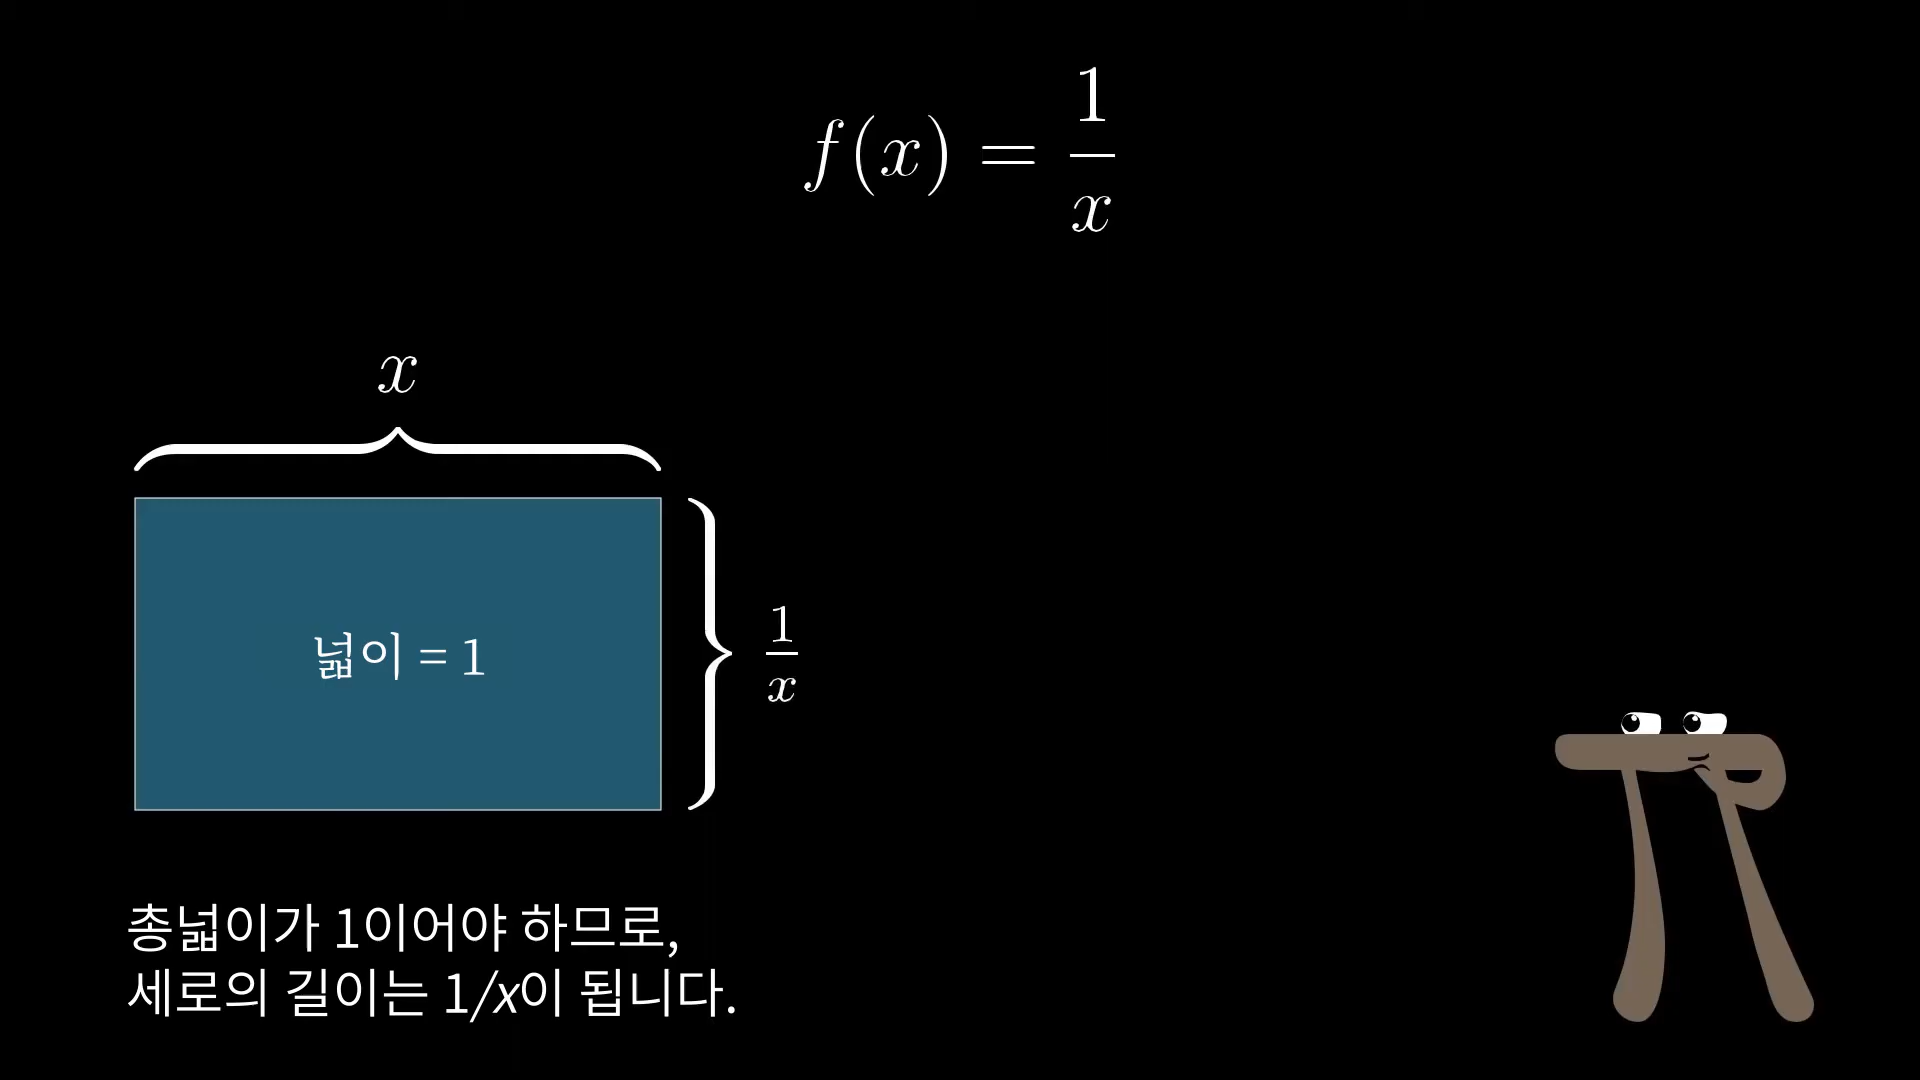 f(x) = 1/x
x
넓이 = 1
1/x
총넓이가 1이어야 하므로,
세로의 길이는 1/x이 됩니다.